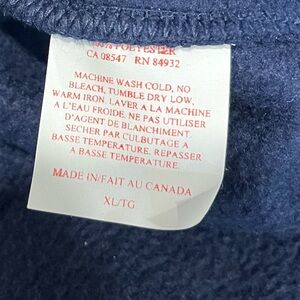 100% POLYESTER
CA 08547 RN 84932
MACHINE WASH COLD, NO
BLEACH, TUMBLE DRY LOW,
WARM IRON. LAVER A LA MACHINE
A L'EAU FROIDE, NE PAS UTILISER
D'AGENT DE BLANCHIMENT.
SECHER PAR CULBUTAGE A
BASSE TEMPERATURE. REPASSER
A BASSE TEMPERATURE.
MADE IN/FAIT AU CANADA
XL/TG